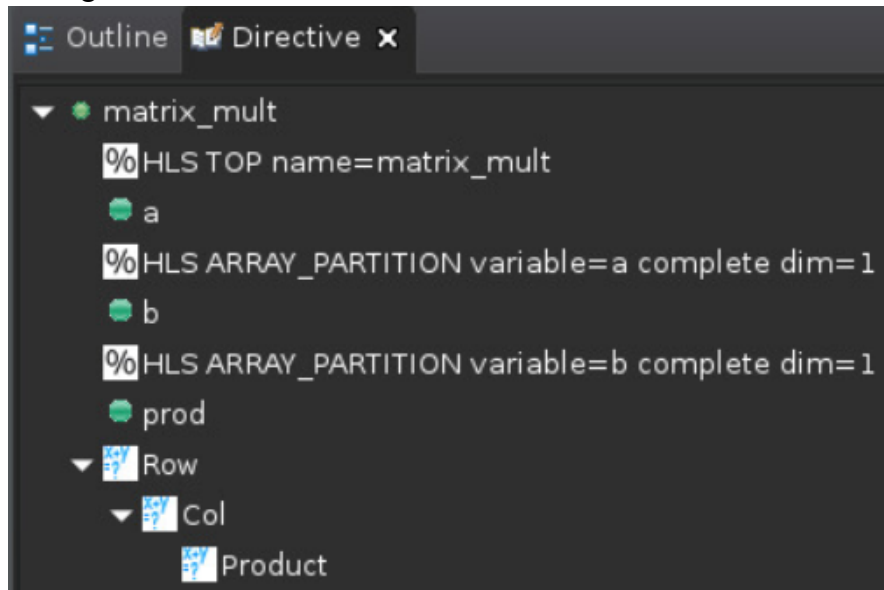 Outline Directive
matrix_mult
% HLS TOP name=matrix_mult
a
% HLS ARRAY_PARTITION variable=a complete dim=1
b
% HLS ARRAY_PARTITION variable=b complete dim=1
prod
Row
Col
Product